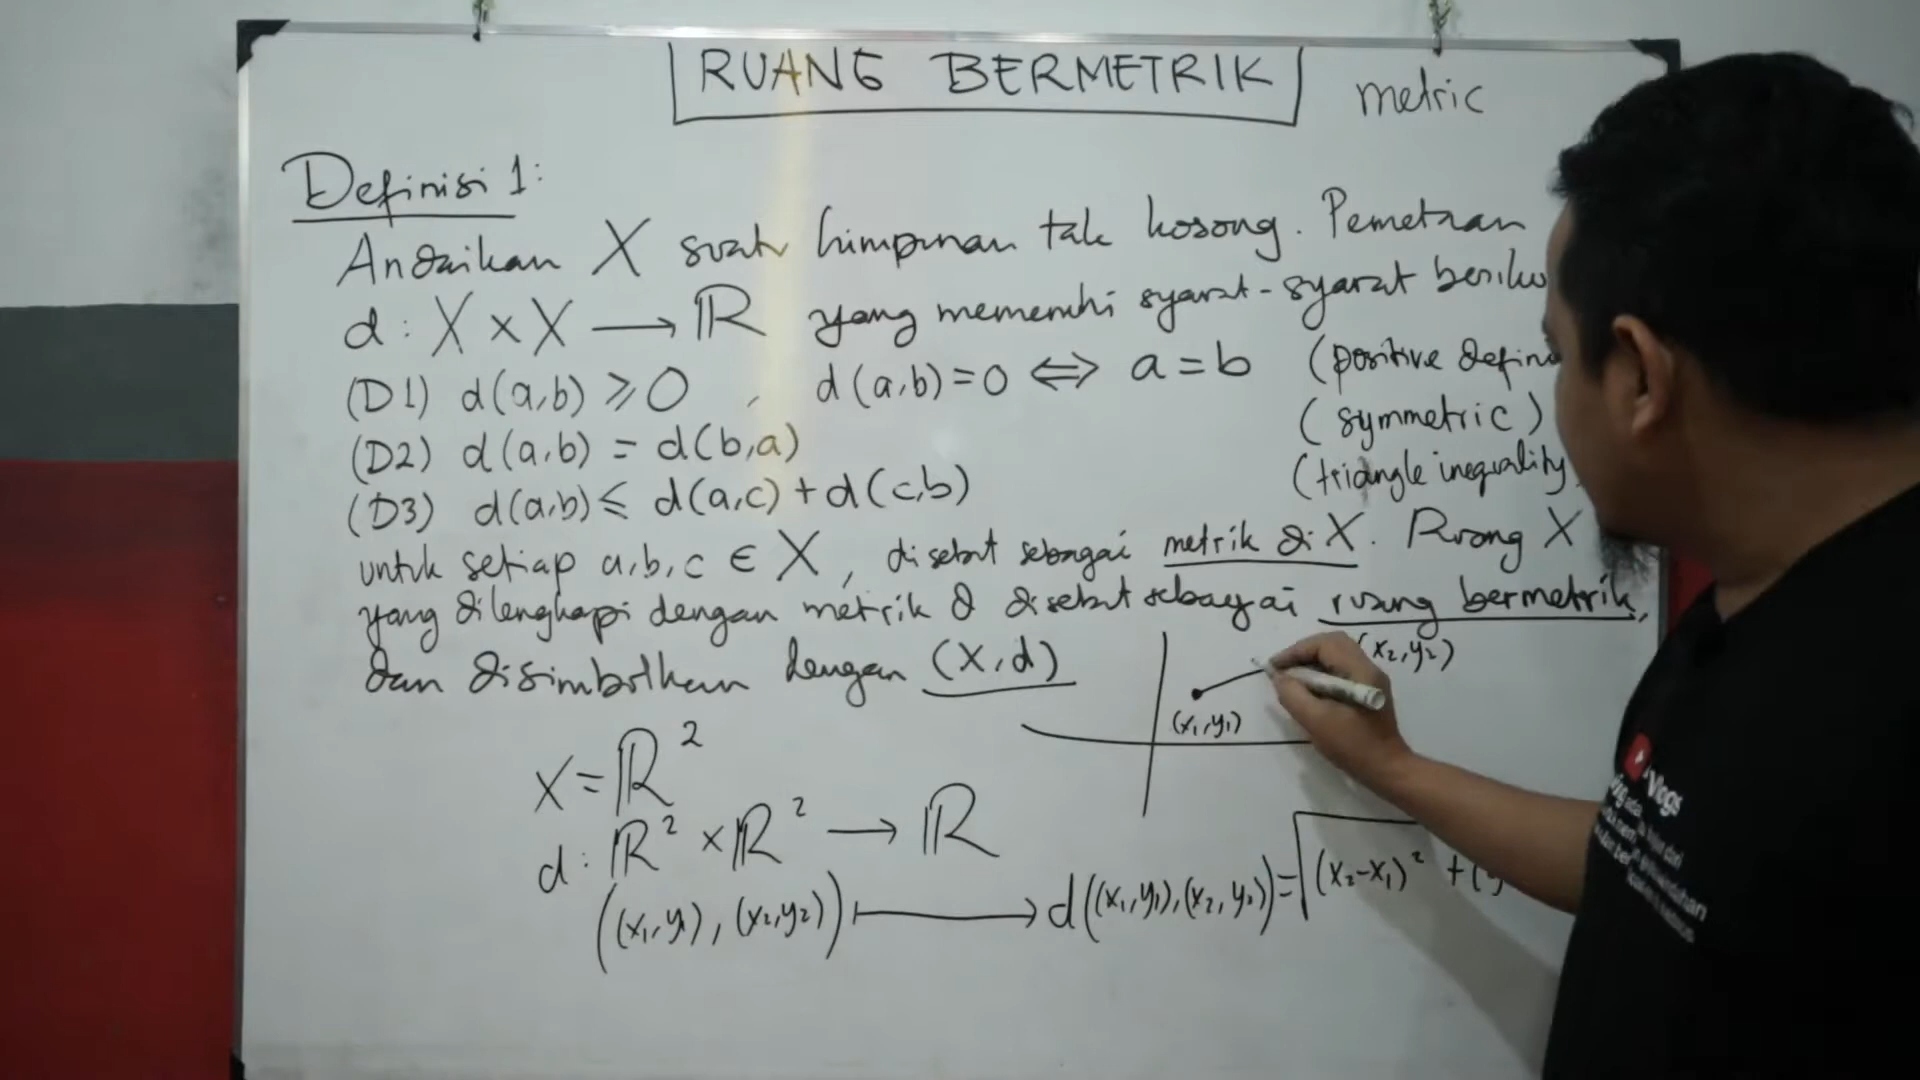 RUANG BERMETRIK
metric
Definisi 1:
Andaikan X suatu himpunan tak kosong. Pemetaan
d : X × X ⟶ ℝ yang memenuhi syarat-syarat beriku
(D1) d(a,b) ⩾ 0 , d(a,b) = 0 ⟺ a = b (positive defin
(D2) d(a,b) = d(b,a) (symmetric)
(D3) d(a,b) ⩽ d(a,c) + d(c,b) (triangle inequality
untuk setiap a,b,c ∈ X, disebut sebagai metrik di X. Ruang X
yang dilengkapi dengan metrik d disebut sebagai ruang bermetrik,
dan disimbolkan dengan (X,d)
(x₂,y₂)
(x₁,y₁)
X = ℝ²
d : ℝ² × ℝ² ⟶ ℝ
((x₁,y₁),(x₂,y₂)) ⟼ d((x₁,y₁),(x₂,y₂)) = √(x₂-x₁)² + (y
Vlogs